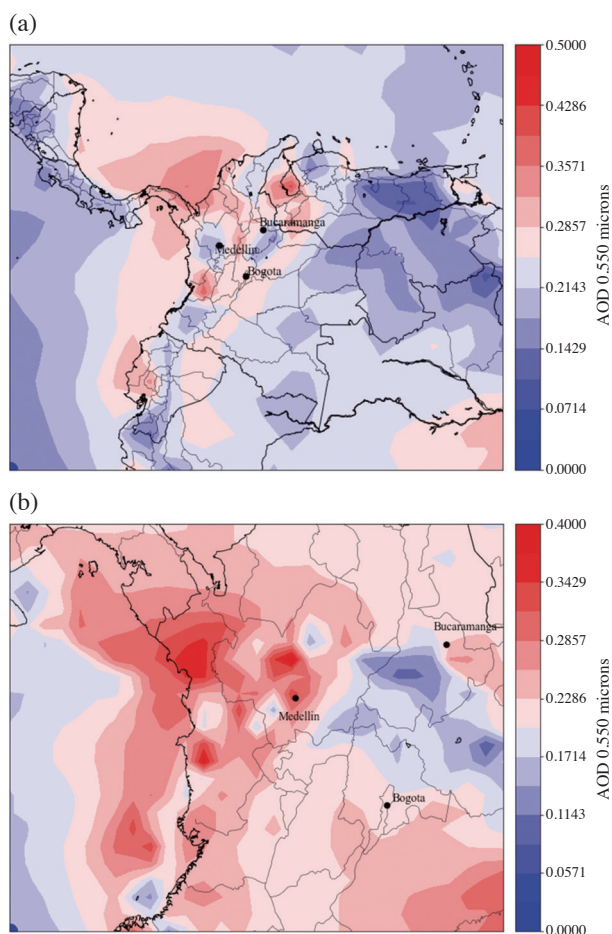 (a)
0.5000
0.4286
0.3571
0.2857
0.2143
0.1429
0.0714
0.0000
AOD 0.550 microns
Bucaramanga
Medellin
Bogota
(b)
0.4000
0.3429
0.2857
0.2286
0.1714
0.1143
0.0571
0.0000
AOD 0.550 microns
Bucaramanga
Medellin
Bogota